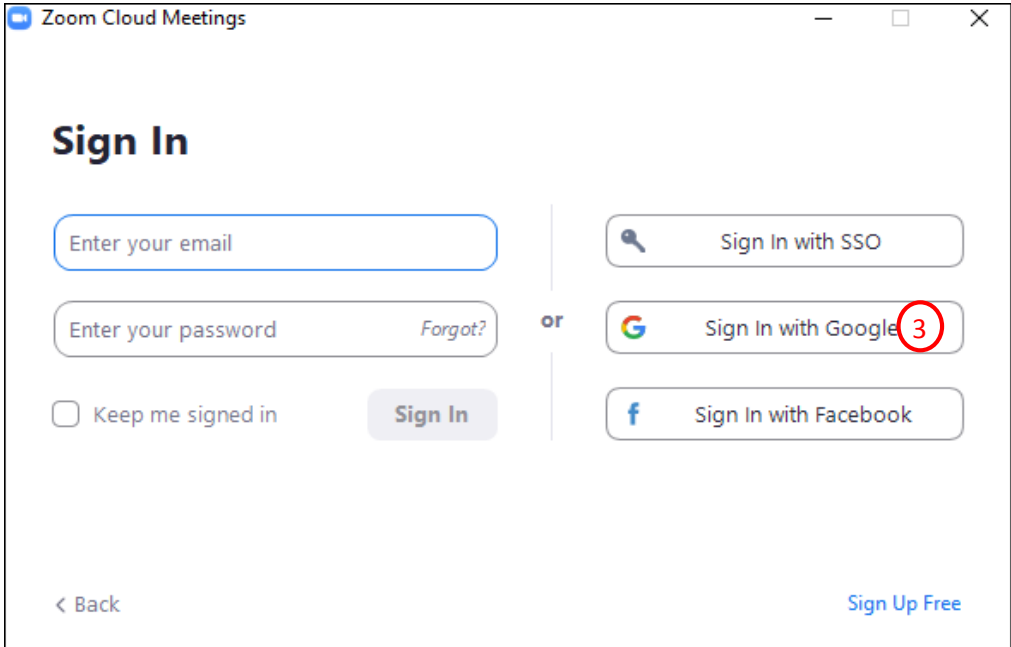 Zoom Cloud Meetings
Sign In
Enter your email
Enter your password Forgot?
Keep me signed in Sign In
or
Sign In with SSO
Sign In with Google 3
Sign In with Facebook
< Back
Sign Up Free